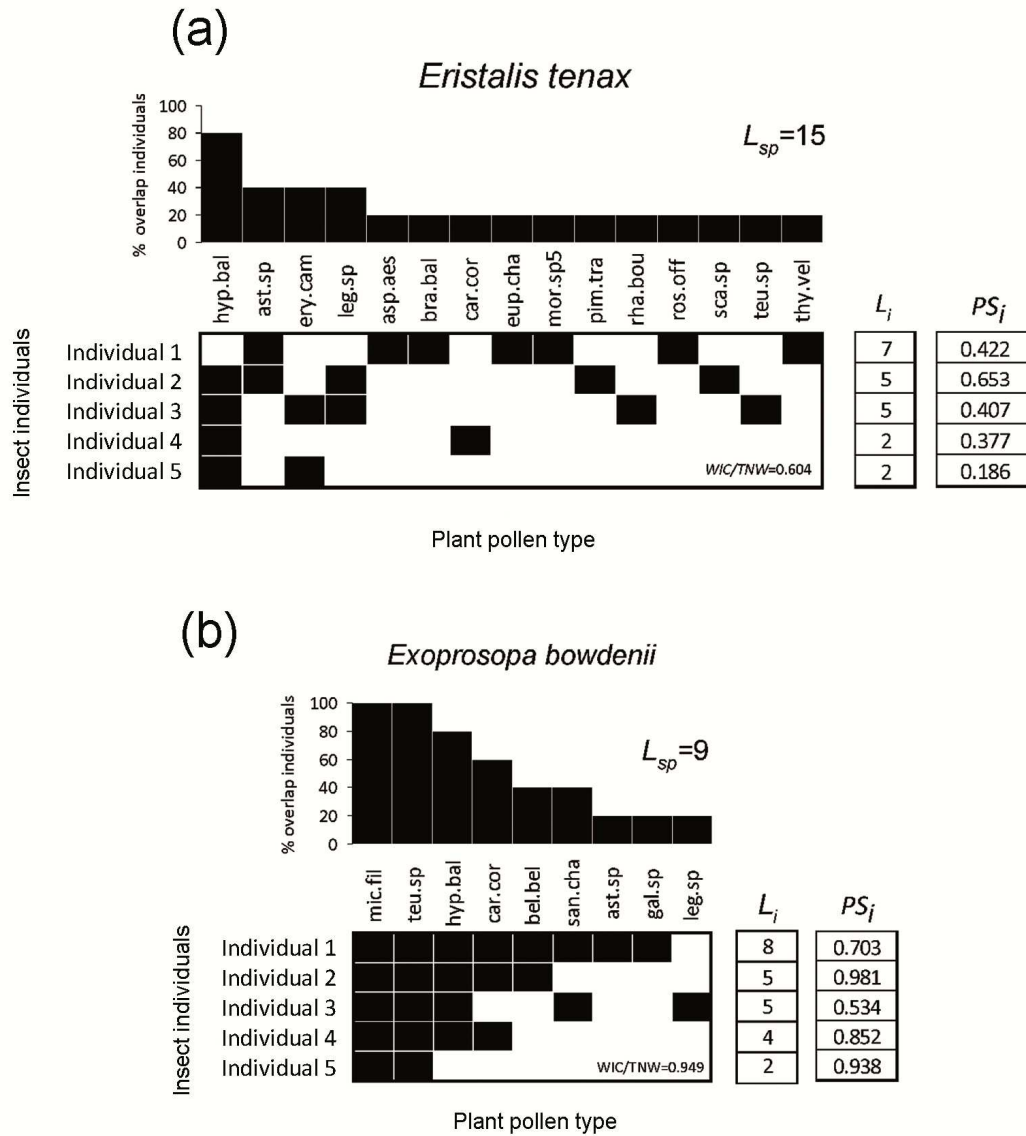 (a)
Eristalis tenax
% overlap individuals
100
80
60
40
20
0
L_sp=15
hyp.bal ast.sp ery.cam leg.sp asp.aes bra.bal car.cor eup.cha mor.sp5 pim.tra rha.bou ros.off sca.sp teu.sp thy.vel
L_i PS_i
Insect individuals
Individual 1 7 0.422
Individual 2 5 0.653
Individual 3 5 0.407
Individual 4 2 0.377
Individual 5 WIC/TNW=0.604 2 0.186
Plant pollen type
(b)
Exoprosopa bowdenii
% overlap individuals
100
80
60
40
20
0
L_sp=9
mic.fil teu.sp hyp.bal car.cor bel.bel san.cha ast.sp gal.sp leg.sp
L_i PS_i
Insect individuals
Individual 1 8 0.703
Individual 2 5 0.981
Individual 3 5 0.534
Individual 4 4 0.852
Individual 5 WIC/TNW=0.949 2 0.938
Plant pollen type